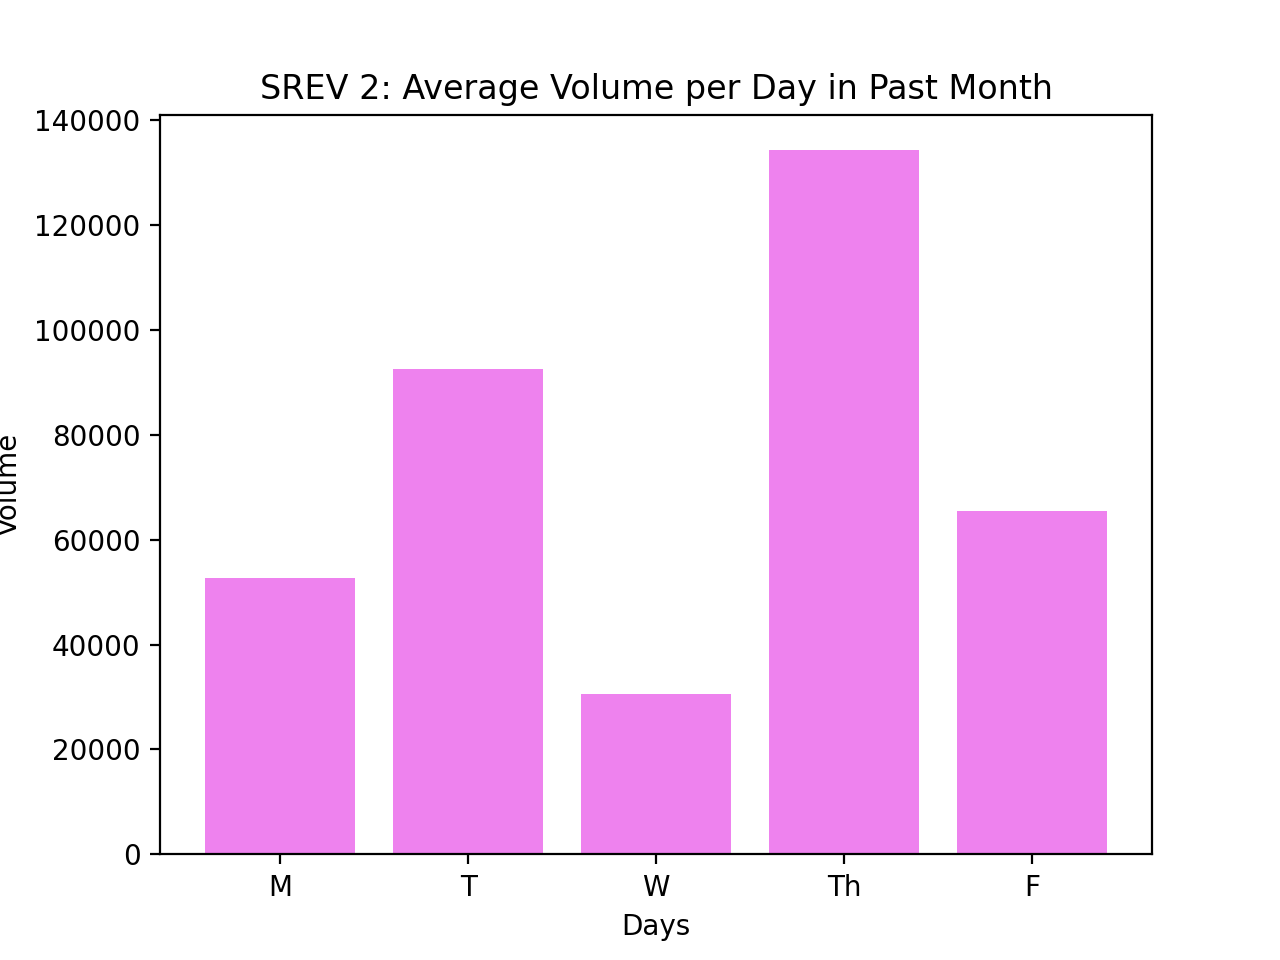 SREV 2: Average Volume per Day in Past Month
140000
120000
100000
80000
60000
40000
20000
0
Volume
M T W Th F
Days